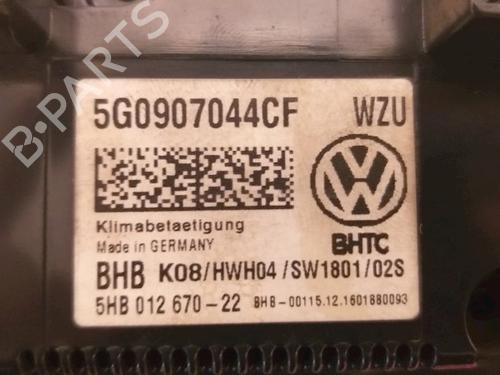 B-PARTS
5G0907044CF WZU
Klimabetaetigung
Made in GERMANY
BHTC
BHB K08/HWH04/SW1801/02S
5HB 012 670-22 BHB-00115.12.1601880093